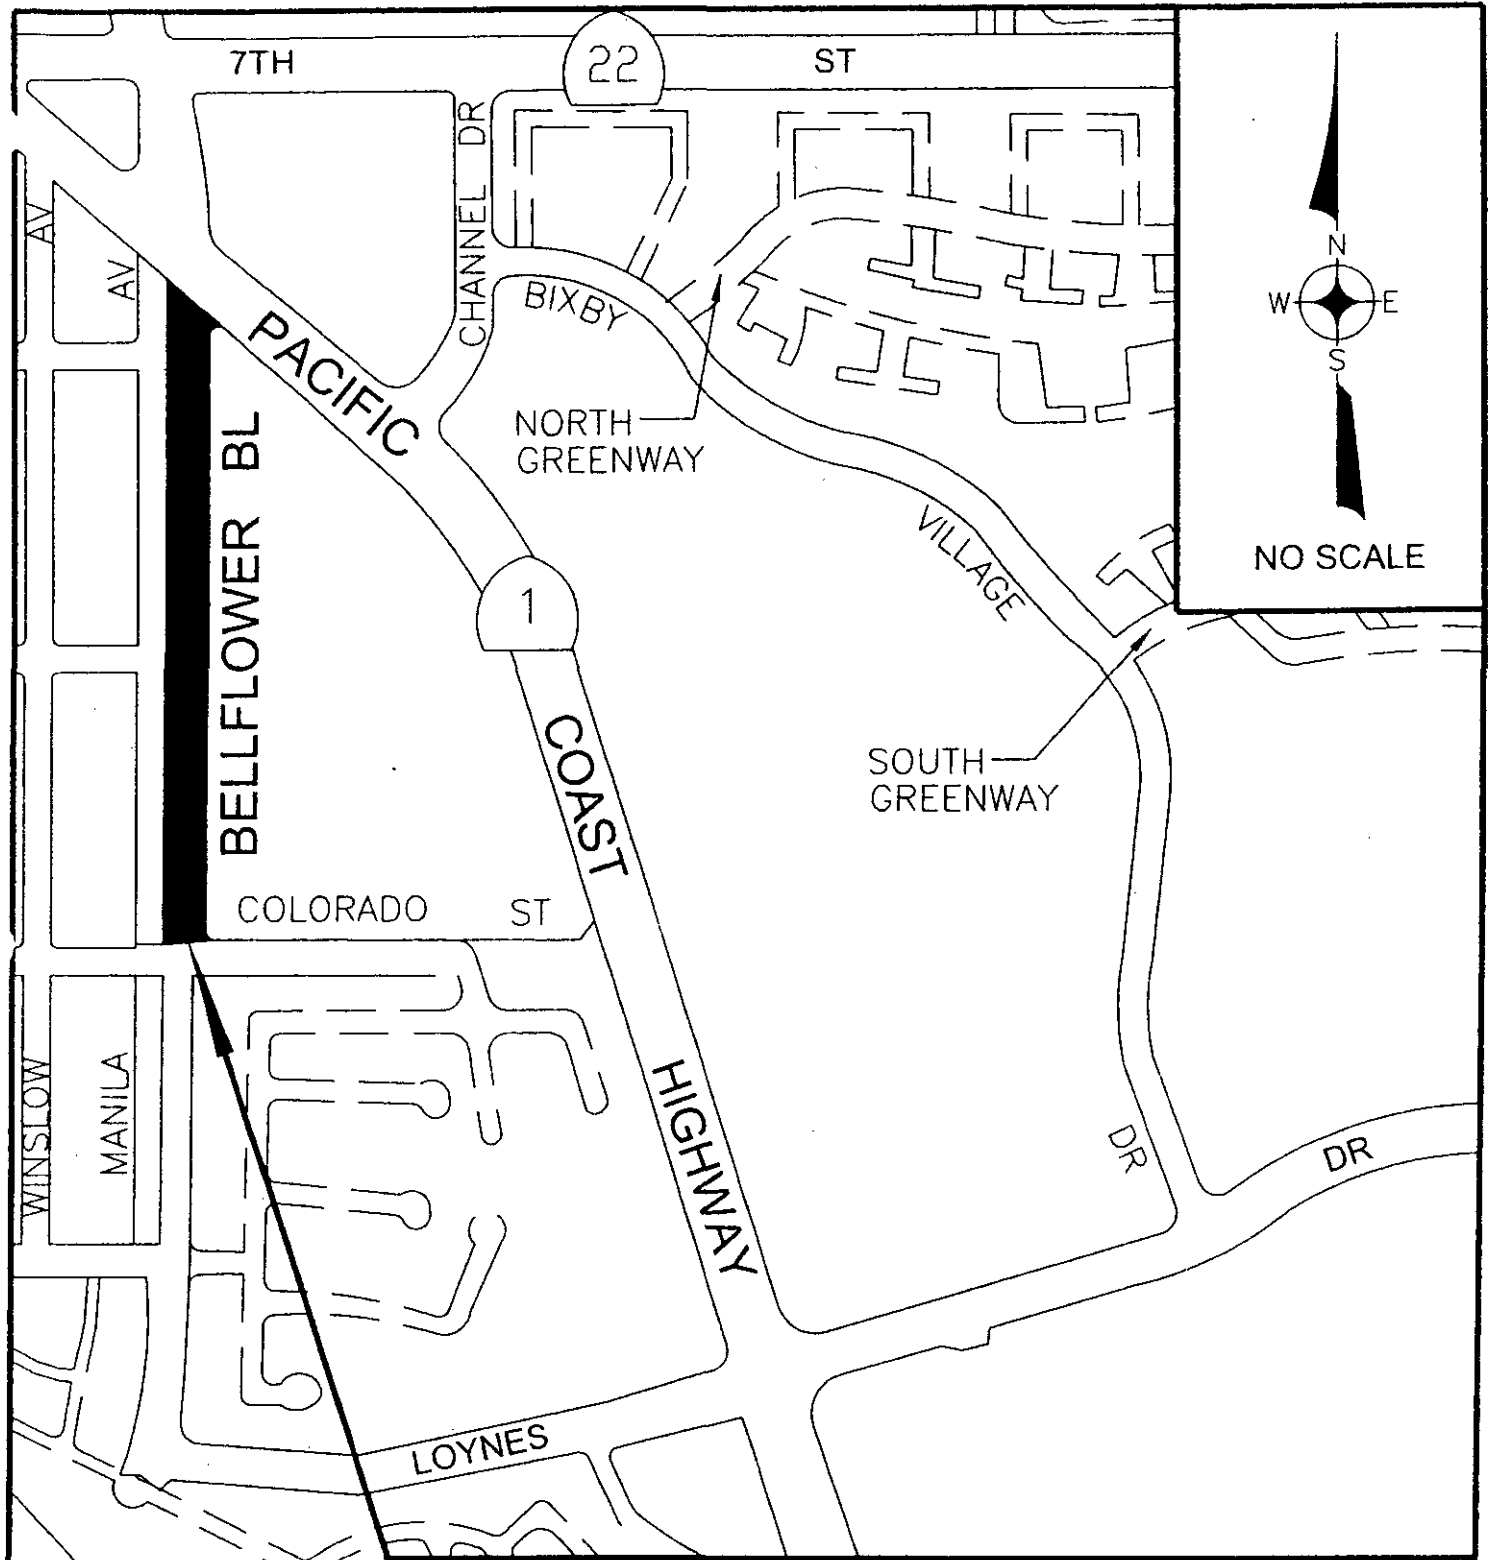 7TH
22
ST
CHANNEL DR
AV
AV
N
W
E
S
BIXBY
PACIFIC
NORTH
GREENWAY
BELLFLOWER BL
VILLAGE
NO SCALE
1
COAST
SOUTH
GREENWAY
COLORADO ST
WINSLOW
MANILA
HIGHWAY
DR
DR
LOYNES